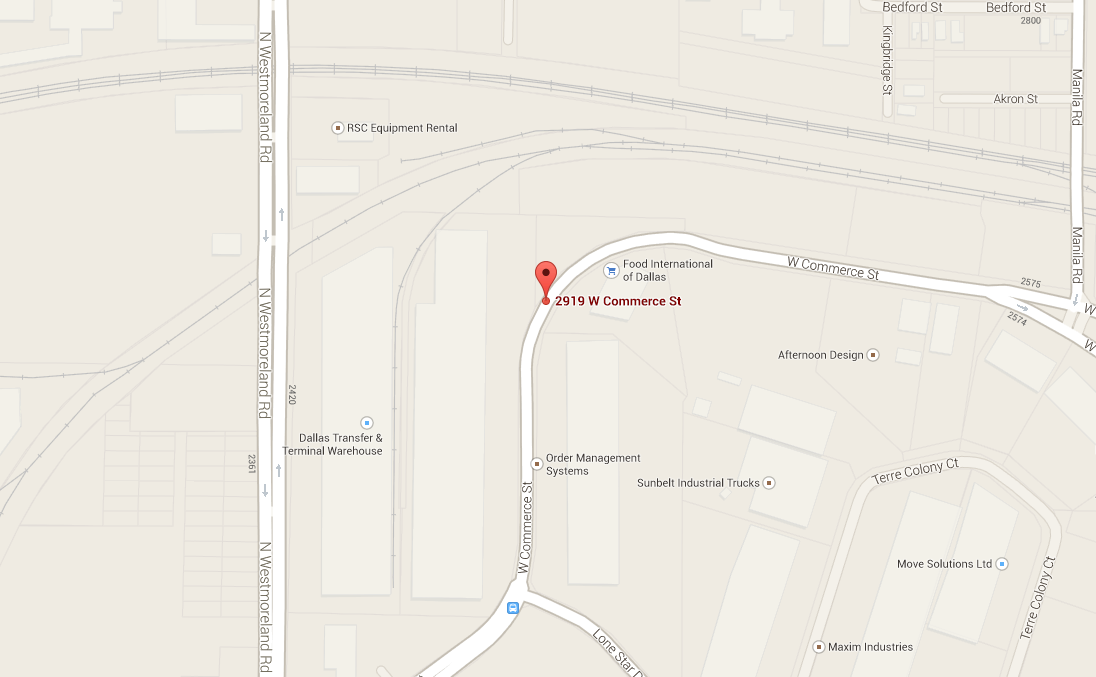 Bedford St
Bedford St
2800
Kingbridge St
N Westmoreland Rd
Manila Rd
Akron St
RSC Equipment Rental
Manila Rd
Food International
of Dallas
W Commerce St
2575
2919 W Commerce St
2574
W
W
N Westmoreland Rd
Afternoon Design
2420
Dallas Transfer &
Terminal Warehouse
2361
Order Management
Systems
Sunbelt Industrial Trucks
Terre Colony Ct
W Commerce St
N Westmoreland Rd
Move Solutions Ltd
Terre Colony Ct
Lone Star D
Maxim Industries